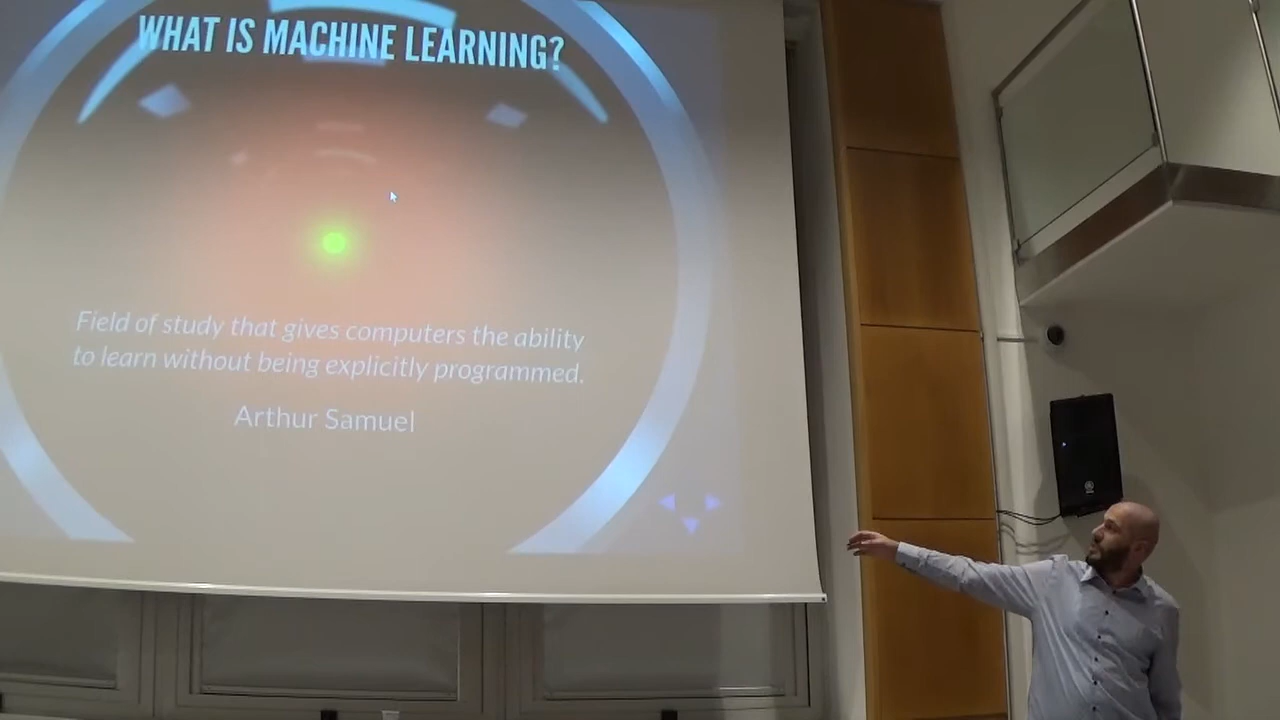 WHAT IS MACHINE LEARNING?
Field of study that gives computers the ability
to learn without being explicitly programmed.
Arthur Samuel